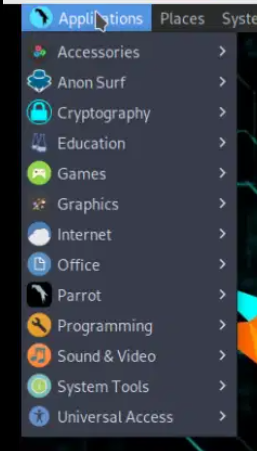 Applications Places Syste
Accessories
Anon Surf
Cryptography
Education
Games
Graphics
Internet
Office
Parrot
Programming
Sound & Video
System Tools
Universal Access